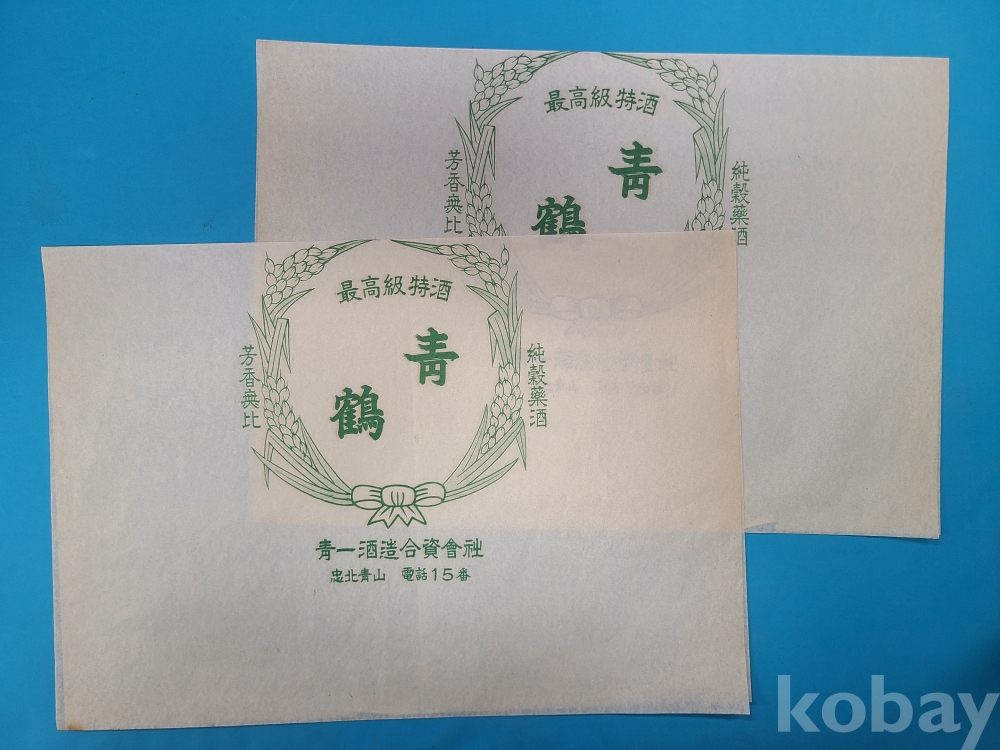 最高級特酒
青
鶴
純穀藥酒
芳香無比
最高級特酒
青
鶴
純穀藥酒
芳香無比
青一酒造合資會社
忠北青山 電話15番
kobay